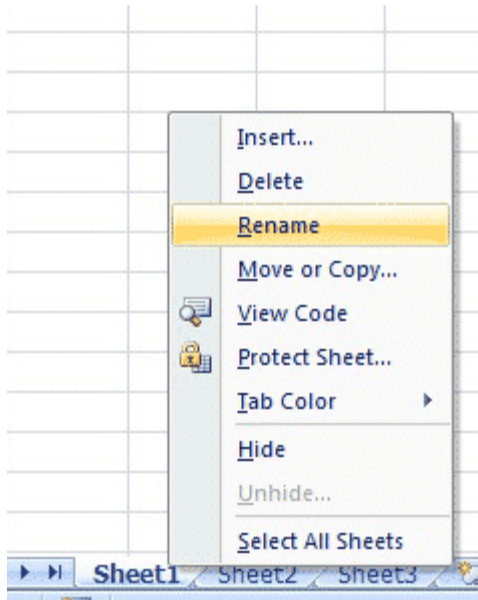 Insert...
Delete
Rename
Move or Copy...
View Code
Protect Sheet...
Tab Color
Hide
Unhide...
Select All Sheets
Sheet1 Sheet2 Sheet3